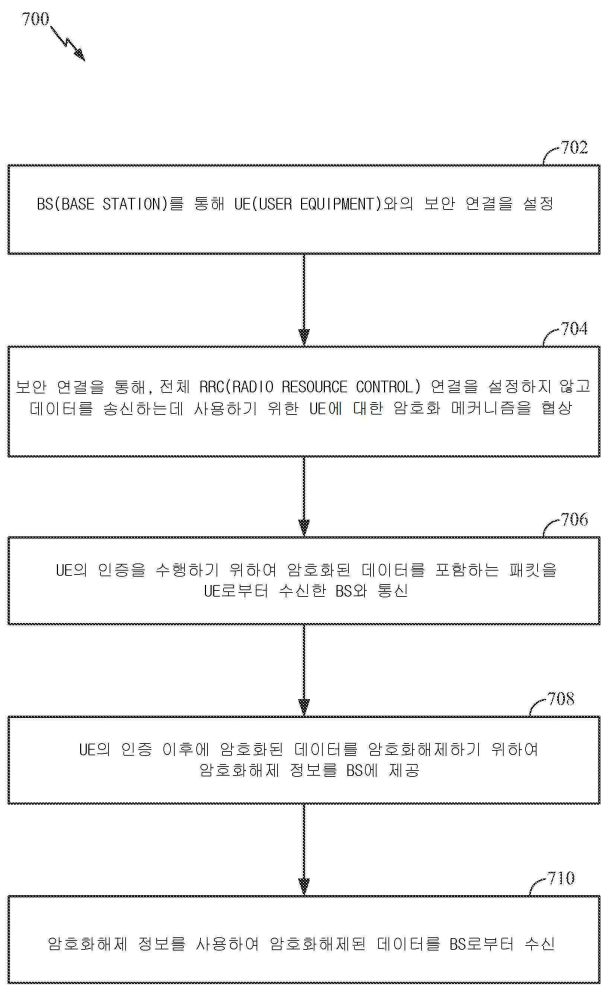 700
702
BS(BASE STATION)를 통해 UE(USER EQUIPMENT)와의 보안 연결을 설정
704
보안 연결을 통해, 전체 RRC(RADIO RESOURCE CONTROL) 연결을 설정하지 않고
데이터를 송신하는데 사용하기 위한 UE에 대한 암호화 메커니즘을 협상
706
UE의 인증을 수행하기 위하여 암호화된 데이터를 포함하는 패킷을
UE로부터 수신한 BS와 통신
708
UE의 인증 이후에 암호화된 데이터를 암호화해제하기 위하여
암호화해제 정보를 BS에 제공
710
암호화해제 정보를 사용하여 암호화해제된 데이터를 BS로부터 수신